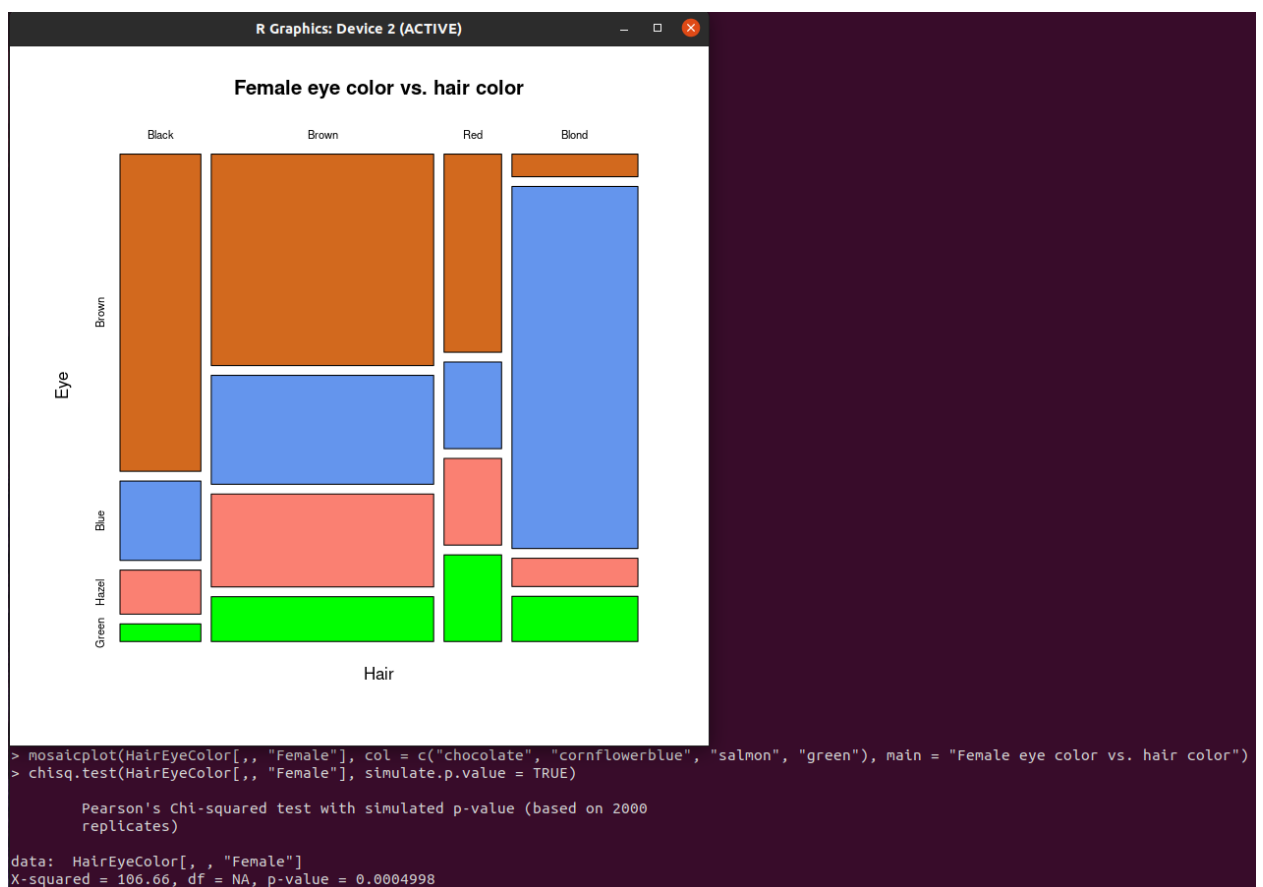 R Graphics: Device 2 (ACTIVE)
Female eye color vs. hair color
Black Brown Red Blond
Brown
Eye
Blue
Hazel
Green
Hair
> mosaicplot(HairEyeColor[,, "Female"], col = c("chocolate", "cornflowerblue", "salmon", "green"), main = "Female eye color vs. hair color")
> chisq.test(HairEyeColor[,, "Female"], simulate.p.value = TRUE)
Pearson's Chi-squared test with simulated p-value (based on 2000
replicates)
data:  HairEyeColor[, , "Female"]
X-squared = 106.66, df = NA, p-value = 0.0004998